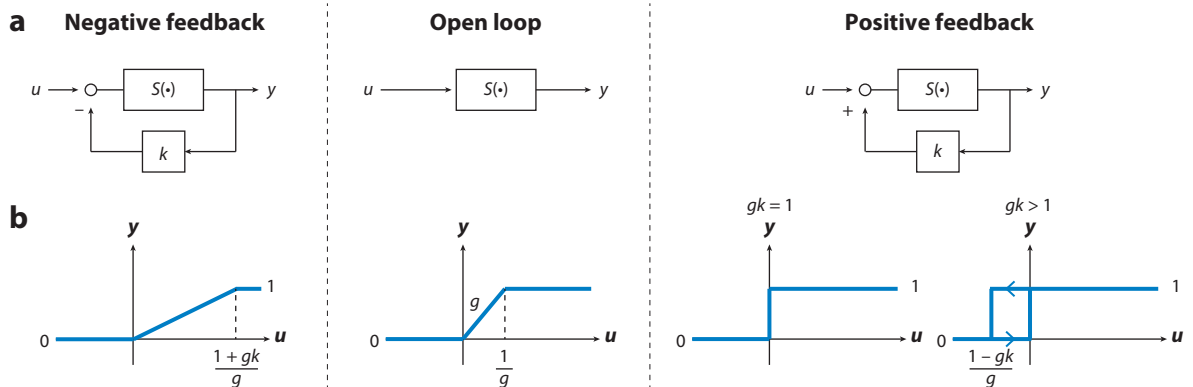 a
Negative feedback
Open loop
Positive feedback
u
S(•)
y
−
k
u
S(•)
y
u
S(•)
y
+
k
b
y
1
0
u
1 + gk
g
y
g
0
u
1
g
gk = 1
y
1
0
u
gk > 1
y
1
0
u
1 – gk
g